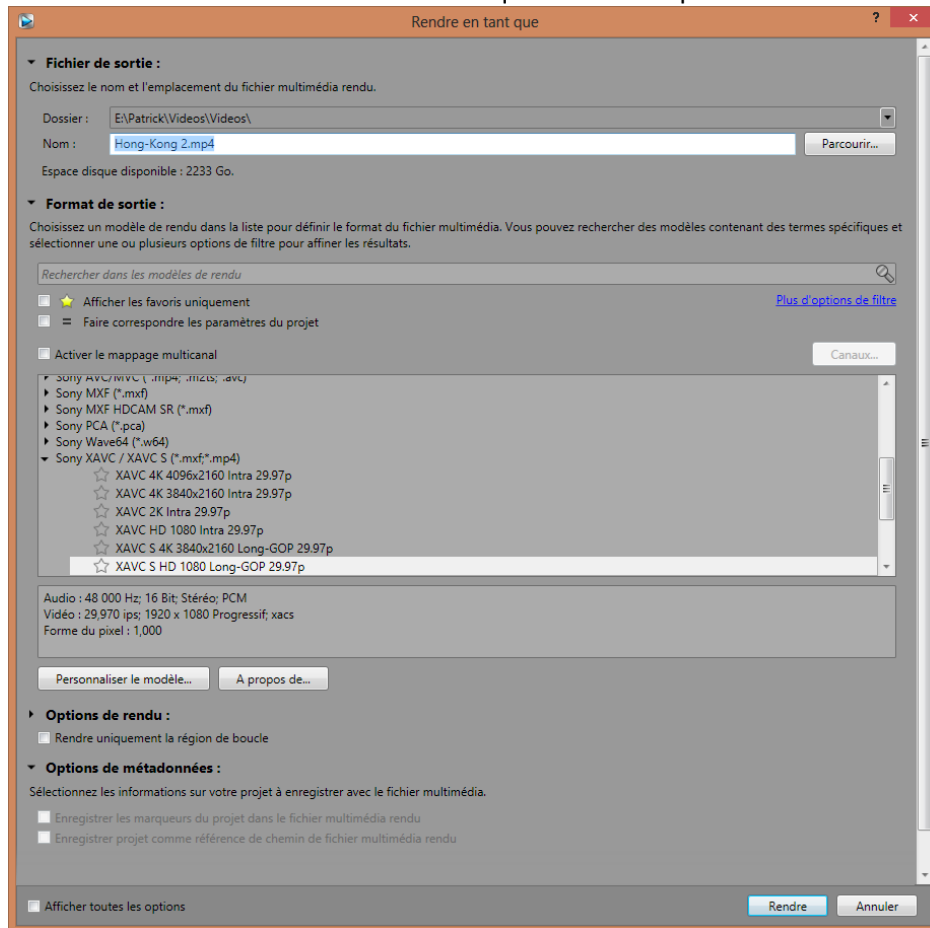 Rendre en tant que
Fichier de sortie :
Choisissez le nom et l'emplacement du fichier multimédia rendu.
Dossier : E:\Patrick\Videos\Videos\
Nom : Hong-Kong 2.mp4 Parcourir...
Espace disque disponible : 2233 Go.
Format de sortie :
Choisissez un modèle de rendu dans la liste pour définir le format du fichier multimédia. Vous pouvez rechercher des modèles contenant des termes spécifiques et
sélectionner une ou plusieurs options de filtre pour affiner les résultats.
Rechercher dans les modèles de rendu
Afficher les favoris uniquement Plus d'options de filtre
= Faire correspondre les paramètres du projet
Activer le mappage multicanal Canaux...
Sony AVC/MVC (*.mp4; *.m2ts; *.avc)
Sony MXF (*.mxf)
Sony MXF HDCAM SR (*.mxf)
Sony PCA (*.pca)
Sony Wave64 (*.w64)
Sony XAVC / XAVC S (*.mxf;*.mp4)
XAVC 4K 4096x2160 Intra 29.97p
XAVC 4K 3840x2160 Intra 29.97p
XAVC 2K Intra 29.97p
XAVC HD 1080 Intra 29.97p
XAVC S 4K 3840x2160 Long-GOP 29.97p
XAVC S HD 1080 Long-GOP 29.97p
Audio : 48 000 Hz; 16 Bit; Stéréo; PCM
Vidéo : 29,970 ips; 1920 x 1080 Progressif; xacs
Forme du pixel : 1,000
Personnaliser le modèle... A propos de...
Options de rendu :
Rendre uniquement la région de boucle
Options de métadonnées :
Sélectionnez les informations sur votre projet à enregistrer avec le fichier multimédia.
Enregistrer les marqueurs du projet dans le fichier multimédia rendu
Enregistrer projet comme référence de chemin de fichier multimédia rendu
Afficher toutes les options Rendre Annuler